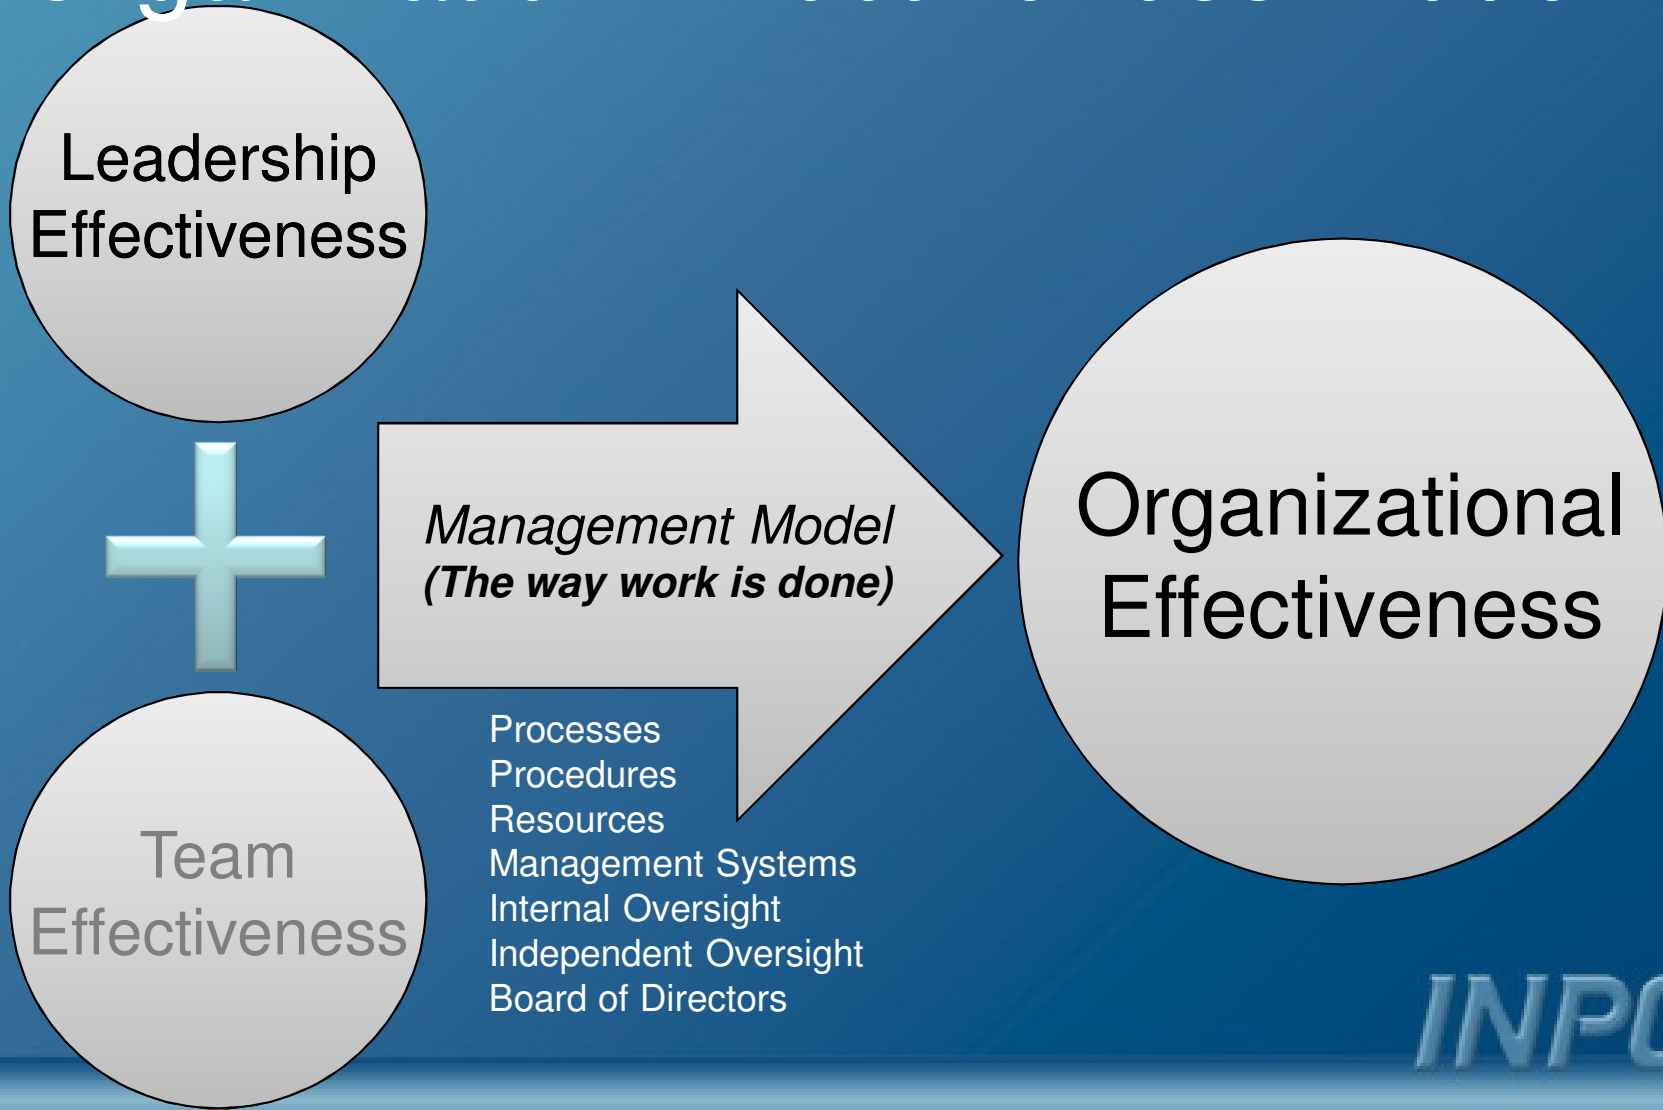 Leadership
Effectiveness
Management Model
(The way work is done)
Organizational
Effectiveness
Team
Effectiveness
Processes
Procedures
Resources
Management Systems
Internal Oversight
Independent Oversight
Board of Directors